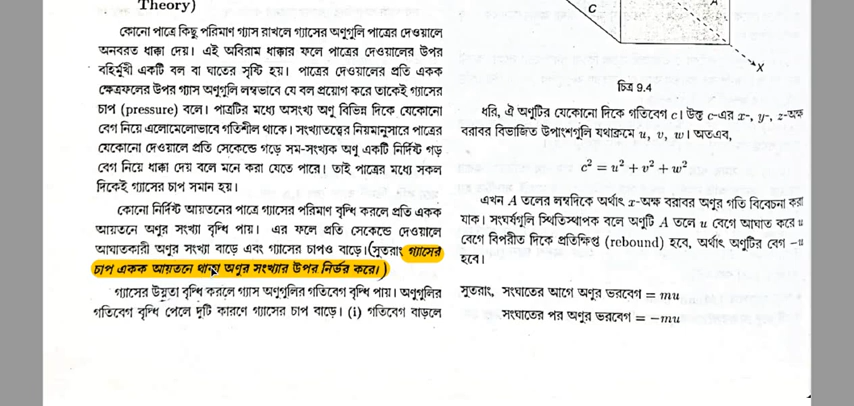 Theory)
কোনো পাত্রে কিছু পরিমাণ গ্যাস রাখলে গ্যাসের অণুগুলি পাত্রের দেওয়ালে
অনবরত ধাক্কা দেয়। এই অবিরাম ধাক্কার ফলে পাত্রের দেওয়ালের উপর
বহির্মুখী একটি বল বা ঘাতের সৃষ্টি হয়। পাত্রের দেওয়ালের প্রতি একক
ক্ষেত্রফলের উপর গ্যাস অণুগুলি লম্বভাবে যে বল প্রয়োগ করে তাকেই গ্যাসের
চাপ (pressure) বলে। পাত্রটির মধ্যে অসংখ্য অণু বিভিন্ন দিকে যেকোনো
বেগ নিয়ে এলোমেলোভাবে গতিশীল থাকে। সংখ্যাতত্ত্বের নিয়মানুসারে পাত্রের
যেকোনো দেওয়ালে প্রতি সেকেন্ডে গড়ে সম-সংখ্যক অণু একটি নির্দিষ্ট গড়
বেগ নিয়ে ধাক্কা দেয় বলে মনে করা যেতে পারে। তাই পাত্রের মধ্যে সকল
দিকেই গ্যাসের চাপ সমান হয়।
কোনো নির্দিষ্ট আয়তনের পাত্রে গ্যাসের পরিমাণ বৃদ্ধি করলে প্রতি একক
আয়তনে অণুর সংখ্যা বৃদ্ধি পায়। এর ফলে প্রতি সেকেন্ডে দেওয়ালে
আঘাতকারী অণুর সংখ্যা বাড়ে এবং গ্যাসের চাপও বাড়ে। (সুতরাং গ্যাসের
চাপ একক আয়তনে থাকা অণুর সংখ্যার উপর নির্ভর করে।)
গ্যাসের উষ্ণতা বৃদ্ধি করলে গ্যাস অণুগুলির গতিবেগ বৃদ্ধি পায়। অণুগুলির
গতিবেগ বৃদ্ধি পেলে দুটি কারণে গ্যাসের চাপ বাড়ে। (i) গতিবেগ বাড়লে
C
A
X
চিত্র 9.4
ধরি, ঐ অণুটির যেকোনো দিকে গতিবেগ c। উক্ত c-এর x-, y-, z-অক্ষ
বরাবর বিভাজিত উপাংশগুলি যথাক্রমে u, v, w। অতএব,
c² = u² + v² + w²
এখন A তলের লম্বদিকে অর্থাৎ x-অক্ষ বরাবর অণুর গতি বিবেচনা করা
যাক। সংঘর্ষগুলি স্থিতিস্থাপক বলে অণুটি A তলে u বেগে আঘাত করে u
বেগে বিপরীত দিকে প্রতিক্ষিপ্ত (rebound) হবে, অর্থাৎ অণুটির বেগ –u
হবে।
সুতরাং, সংঘাতের আগে অণুর ভরবেগ = mu
সংঘাতের পর অণুর ভরবেগ = –mu